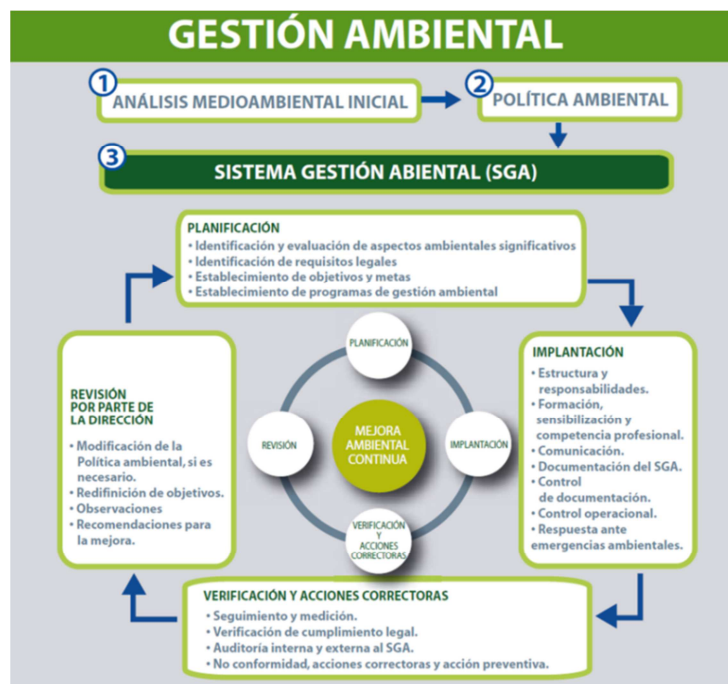 GESTIÓN AMBIENTAL
1
ANÁLISIS MEDIOAMBIENTAL INICIAL
2
POLÍTICA AMBIENTAL
3
SISTEMA GESTIÓN ABIENTAL (SGA)
PLANIFICACIÓN
• Identificación y evaluación de aspectos ambientales significativos
• Identificación de requisitos legales
• Establecimiento de objetivos y metas
• Establecimiento de programas de gestión ambiental
IMPLANTACIÓN
• Estructura y
responsabilidades.
• Formación,
sensibilización y
competencia profesional.
• Comunicación.
• Documentación del SGA.
• Control
de documentación.
• Control operacional.
• Respuesta ante
emergencias ambientales.
VERIFICACIÓN Y ACCIONES CORRECTORAS
• Seguimiento y medición.
• Verificación de cumplimiento legal.
• Auditoría interna y externa al SGA.
• No conformidad, acciones correctoras y acción preventiva.
REVISIÓN
POR PARTE DE
LA DIRECCIÓN
• Modificación de la
Política ambiental, si es
necesario.
• Redifinición de objetivos.
• Observaciones
• Recomendaciones para
la mejora.
PLANIFICACIÓN
IMPLANTACIÓN
VERIFICACIÓN
Y
ACCIONES
CORRECTORAS
REVISIÓN
MEJORA
AMBIENTAL
CONTINUA